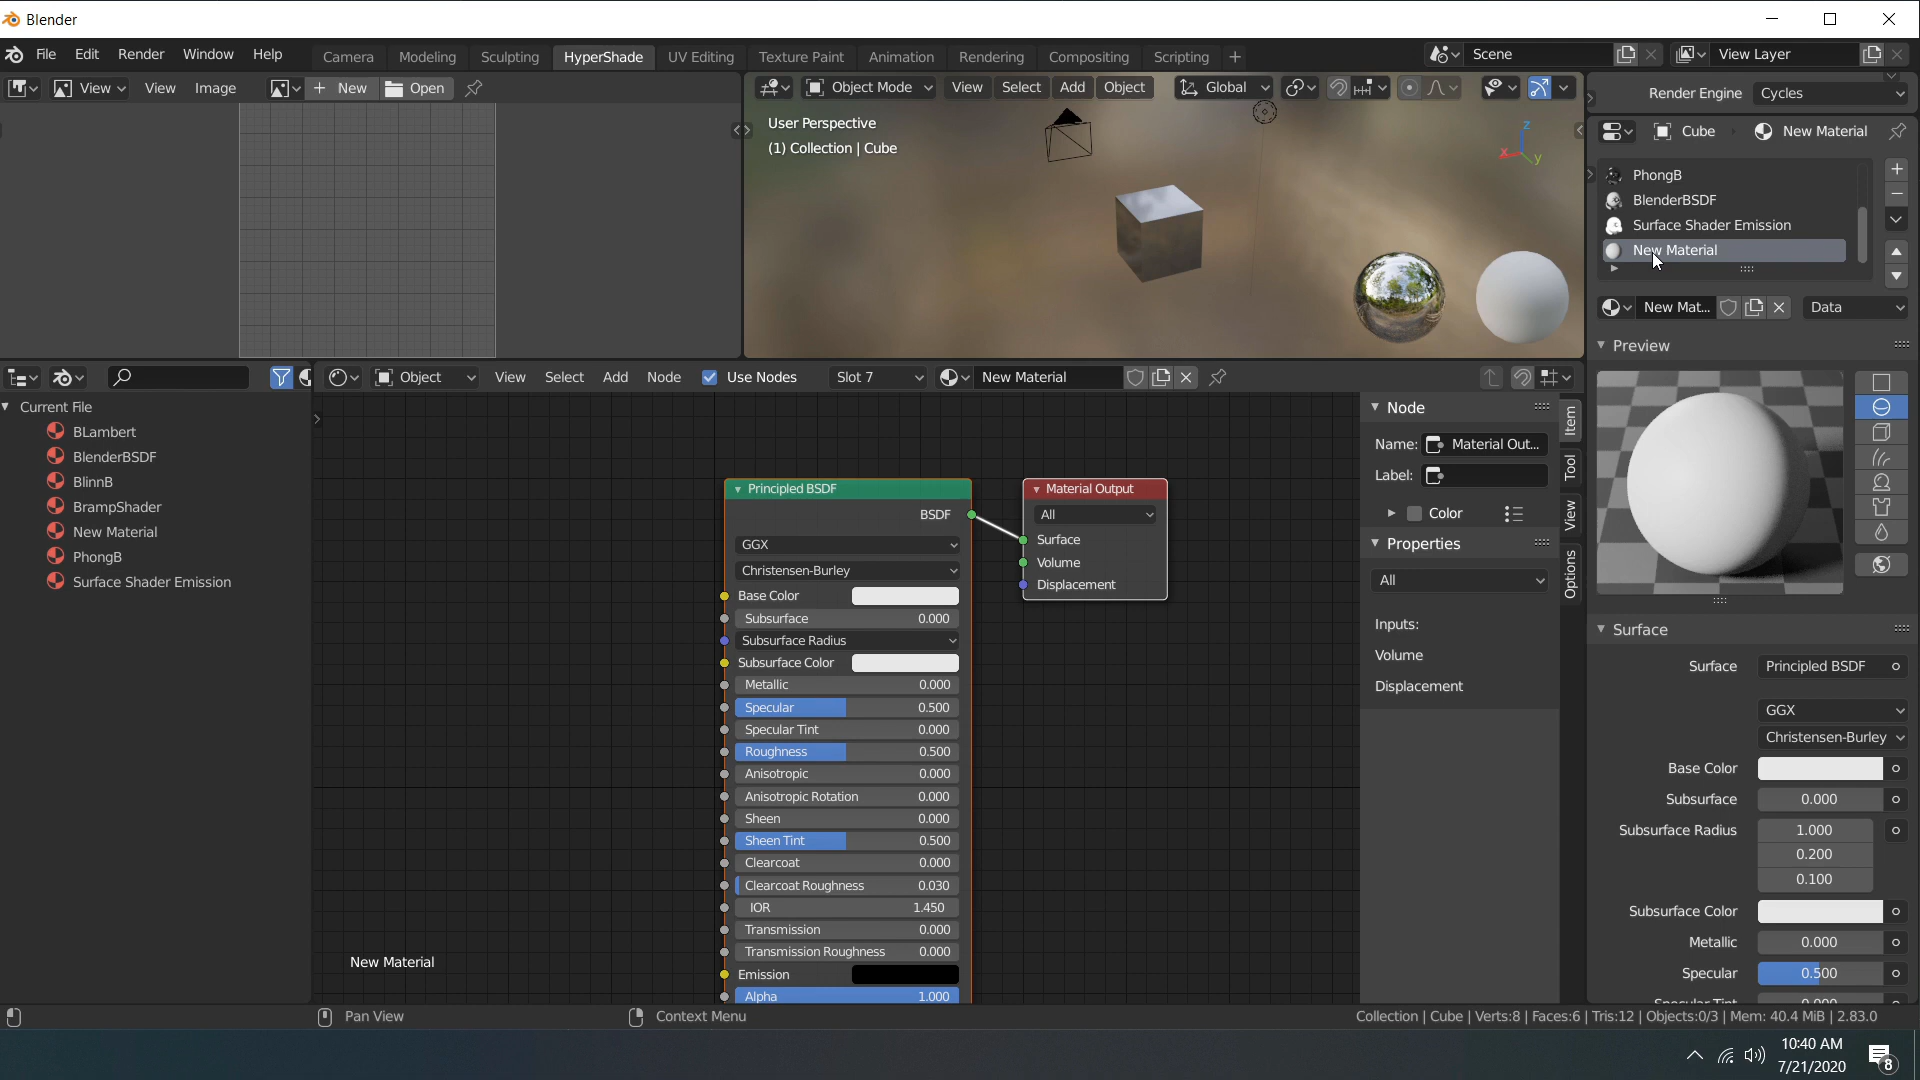 Blender
File Edit Render Window Help Camera Modeling Sculpting HyperShade UV Editing Texture Paint Animation Rendering Compositing Scripting + Scene View Layer
View View Image + New Open
Object Mode View Select Add Object Global
Render Engine Cycles
User Perspective
(1) Collection | Cube
Z
X
y
Cube New Material
PhongB
BlenderBSDF
Surface Shader Emission
New Material
New Mat... Data
Preview
Object View Select Add Node Use Nodes Slot 7 New Material
Current File
BLambert
BlenderBSDF
BlinnB
BrampShader
New Material
PhongB
Surface Shader Emission
Principled BSDF
BSDF
GGX
Christensen-Burley
Base Color
Subsurface 0.000
Subsurface Radius
Subsurface Color
Metallic 0.000
Specular 0.500
Specular Tint 0.000
Roughness 0.500
Anisotropic 0.000
Anisotropic Rotation 0.000
Sheen 0.000
Sheen Tint 0.500
Clearcoat 0.000
Clearcoat Roughness 0.030
IOR 1.450
Transmission 0.000
Transmission Roughness 0.000
Emission
Alpha 1.000
Material Output
All
Surface
Volume
Displacement
New Material
Node
Name: Material Out...
Label:
Color
Properties
All
Inputs:
Volume
Displacement
Item
Tool
View
Options
Surface
Surface Principled BSDF
GGX
Christensen-Burley
Base Color
Subsurface 0.000
Subsurface Radius 1.000
0.200
0.100
Subsurface Color
Metallic 0.000
Specular 0.500
Specular Tint 0.000
Pan View Context Menu Collection | Cube | Verts:8 | Faces:6 | Tris:12 | Objects:0/3 | Mem: 40.4 MiB | 2.83.0
10:40 AM
7/21/2020
8